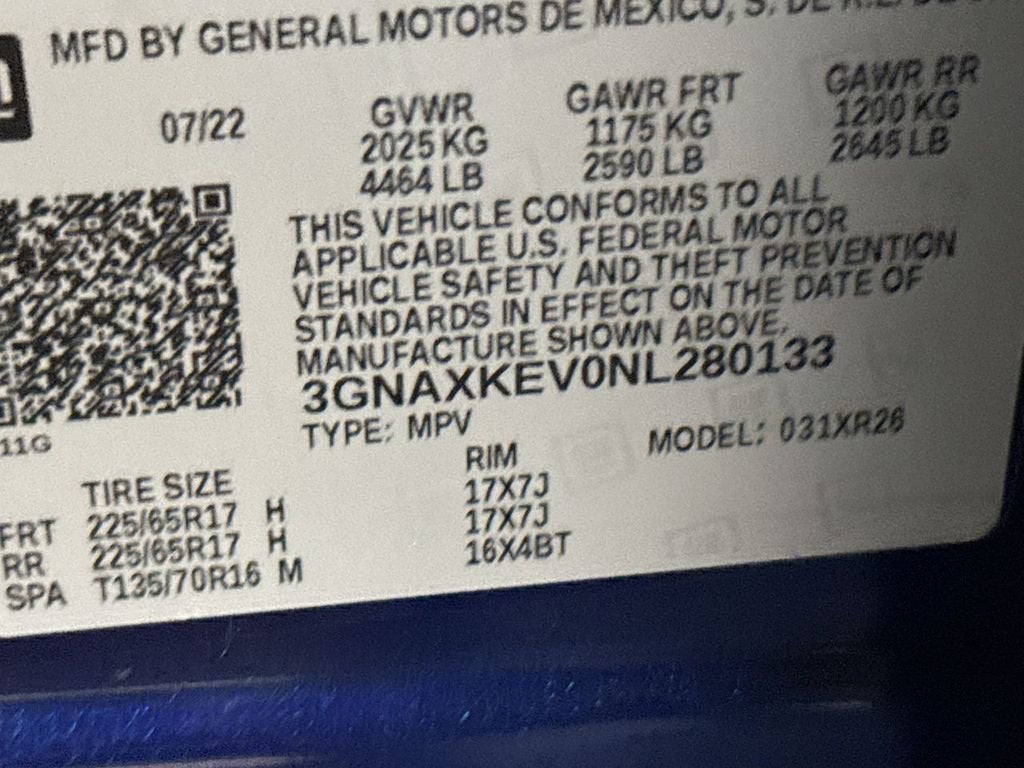 MFD BY GENERAL MOTORS DE MEXICO, S. DE R.L.
07/22 GVWR GAWR FRT GAWR RR
2025 KG 1175 KG 1200 KG
4464 LB 2590 LB 2645 LB
THIS VEHICLE CONFORMS TO ALL
APPLICABLE U.S. FEDERAL MOTOR
VEHICLE SAFETY AND THEFT PREVENTION
STANDARDS IN EFFECT ON THE DATE OF
MANUFACTURE SHOWN ABOVE.
3GNAXKEV0NL280133
TYPE: MPV MODEL: 031XR26
11G
TIRE SIZE RIM
FRT 225/65R17 H 17X7J
RR 225/65R17 H 17X7J
SPA T135/70R16 M 16X4BT